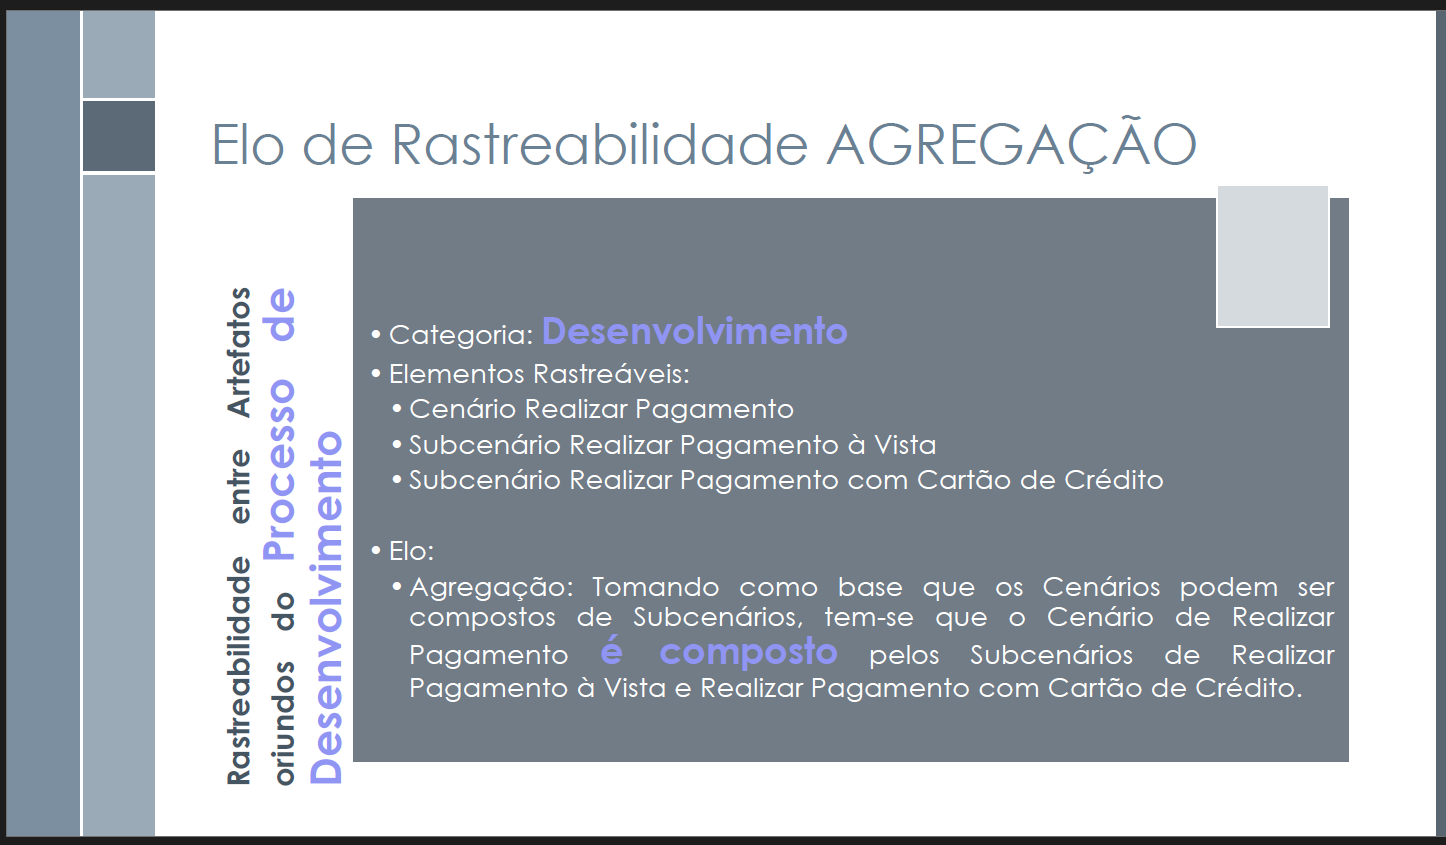 Elo de Rastreabilidade AGREGAÇÃO
Rastreabilidade entre Artefatos
oriundos do Processo de
Desenvolvimento
• Categoria: Desenvolvimento
• Elementos Rastreáveis:
• Cenário Realizar Pagamento
• Subcenário Realizar Pagamento à Vista
• Subcenário Realizar Pagamento com Cartão de Crédito
• Elo:
• Agregação: Tomando como base que os Cenários podem ser
compostos de Subcenários, tem-se que o Cenário de Realizar
Pagamento é composto pelos Subcenários de Realizar
Pagamento à Vista e Realizar Pagamento com Cartão de Crédito.